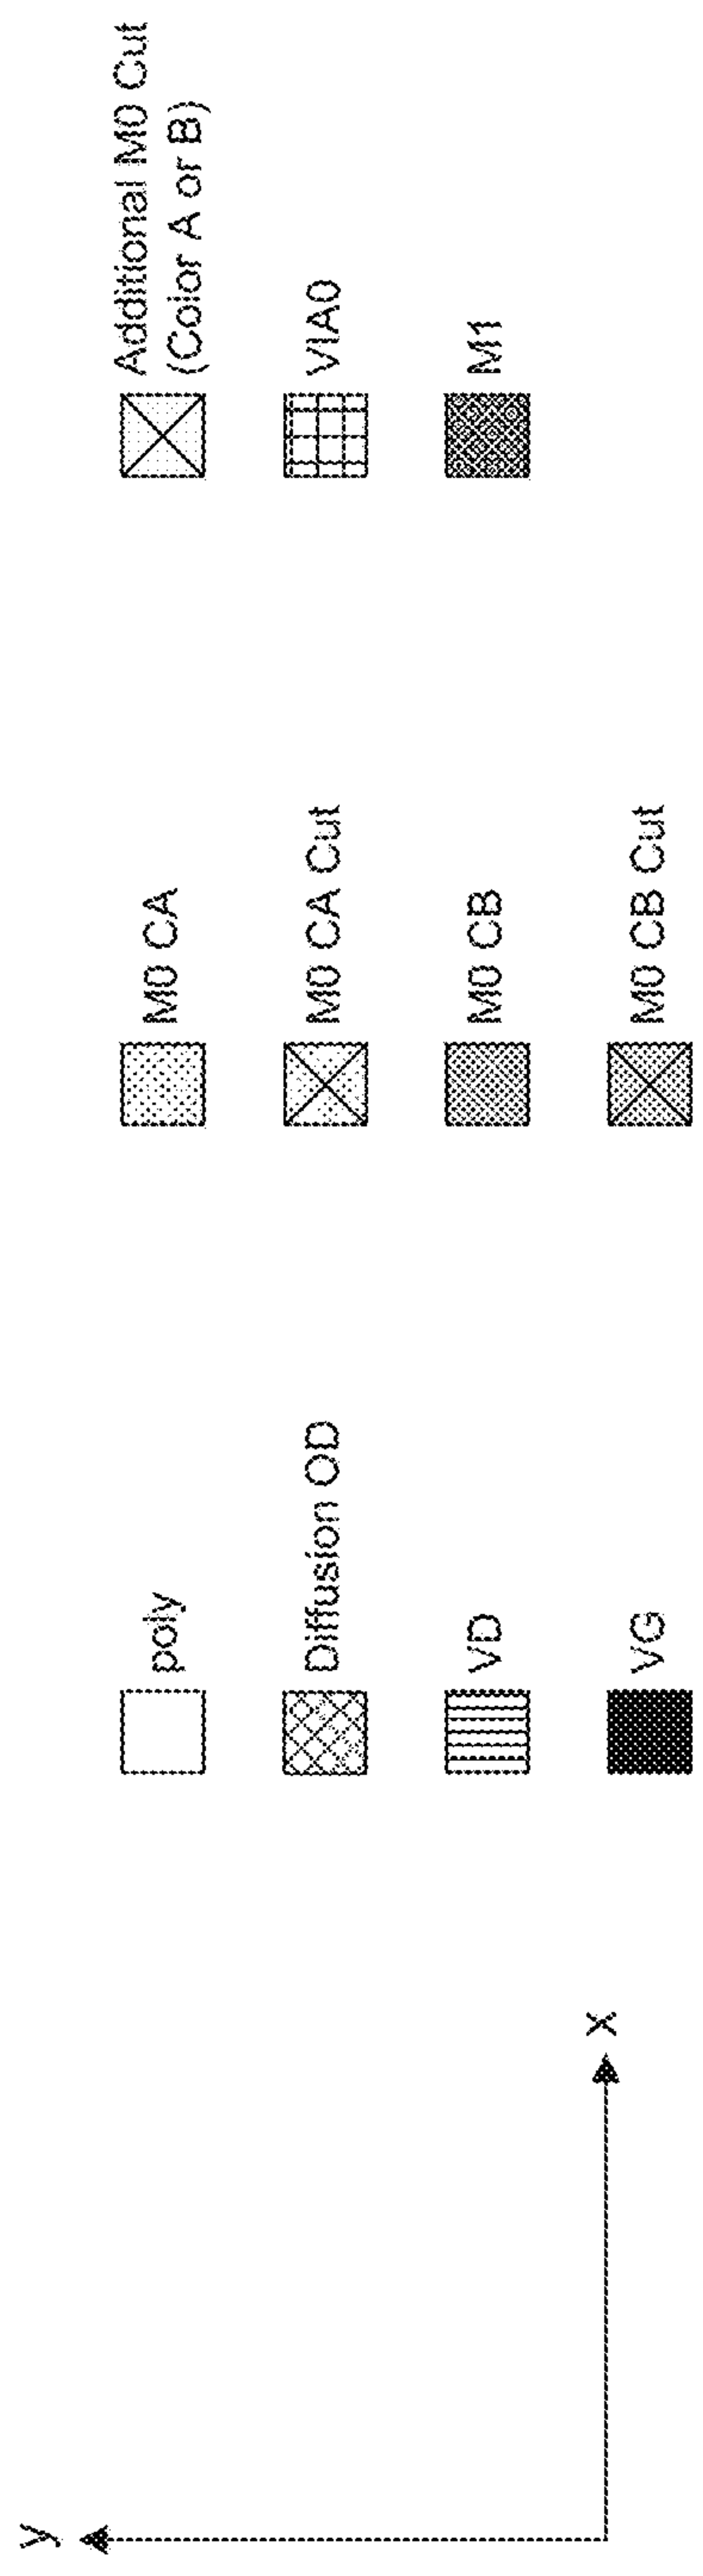 y
x
poly
Diffusion OD
VD
VG
M0 CA
M0 CA Cut
M0 CB
M0 CB Cut
Additional M0 Cut
(Color A or B)
VIA0
M1